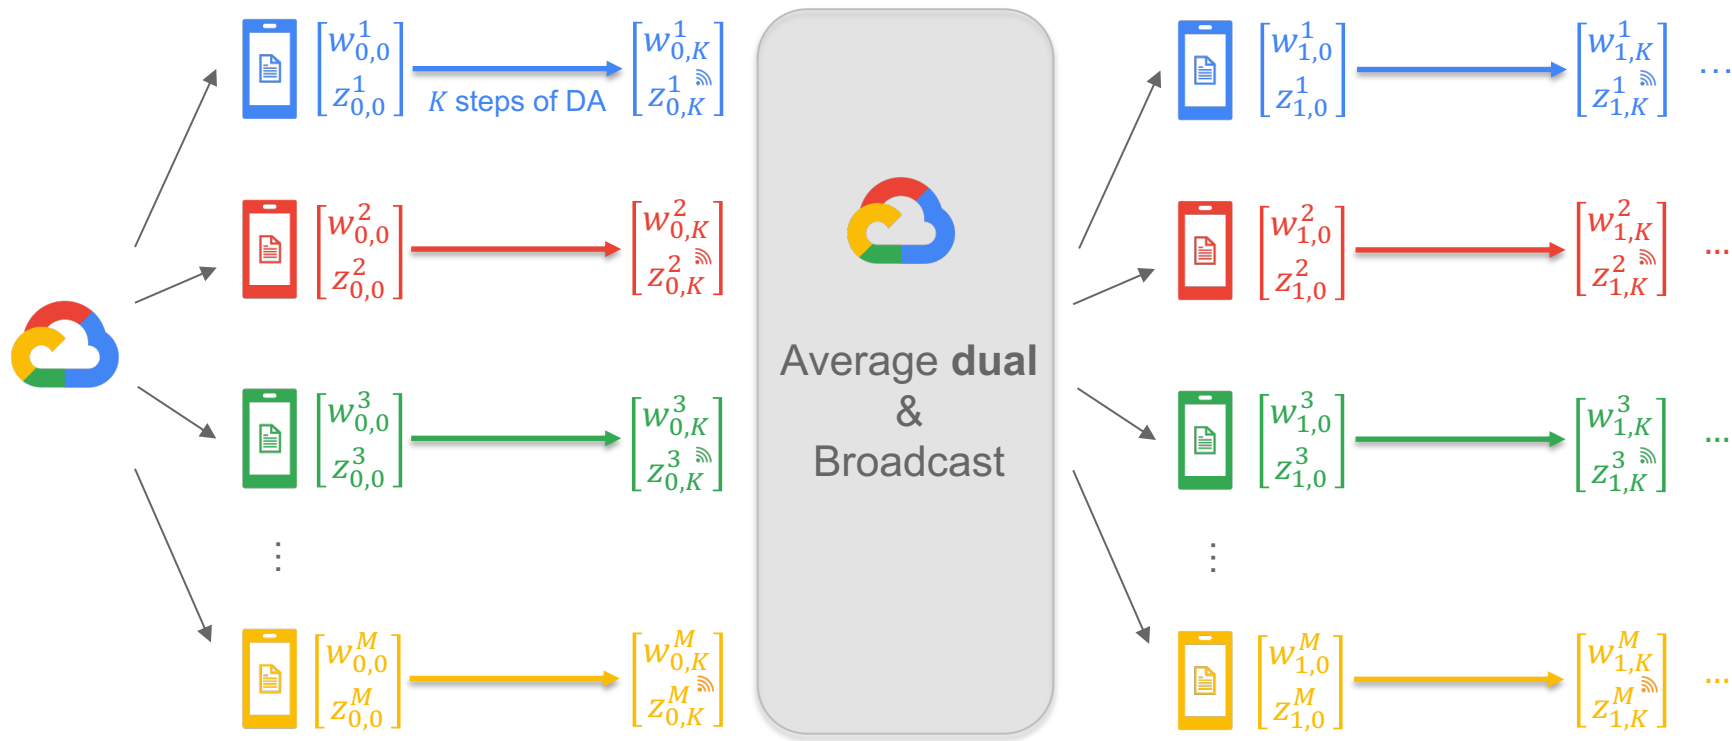 w^1_{0,0} w^1_{0,K} w^1_{1,0} w^1_{1,K} ...
z^1_{0,0} K steps of DA z^1_{0,K} z^1_{1,0} z^1_{1,K}
w^2_{0,0} w^2_{0,K} w^2_{1,0} w^2_{1,K} ...
z^2_{0,0} z^2_{0,K} z^2_{1,0} z^2_{1,K}
Average dual
&
Broadcast
w^3_{0,0} w^3_{0,K} w^3_{1,0} w^3_{1,K} ...
z^3_{0,0} z^3_{0,K} z^3_{1,0} z^3_{1,K}
⋮ ⋮
w^M_{0,0} w^M_{0,K} w^M_{1,0} w^M_{1,K} ...
z^M_{0,0} z^M_{0,K} z^M_{1,0} z^M_{1,K}